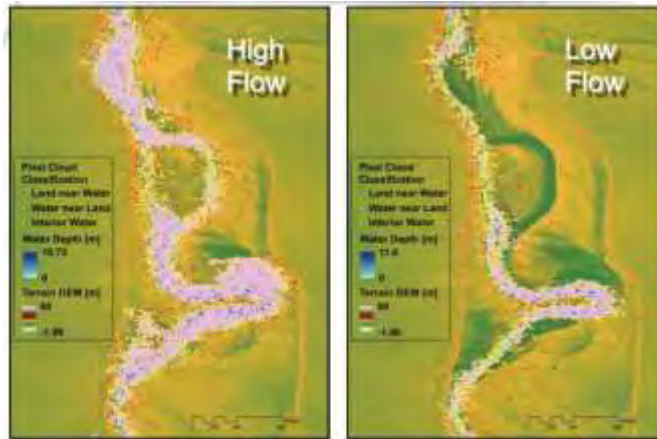 High
Flow
Pixel Cloud
Classification
Land near Water
Water near Land
Interior Water
Water Depth [m]
0
Terrain DEM [m]
Low
Flow
Pixel Cloud
Classification
Land near Water
Water near Land
Interior Water
Water Depth [m]
0
Terrain DEM [m]